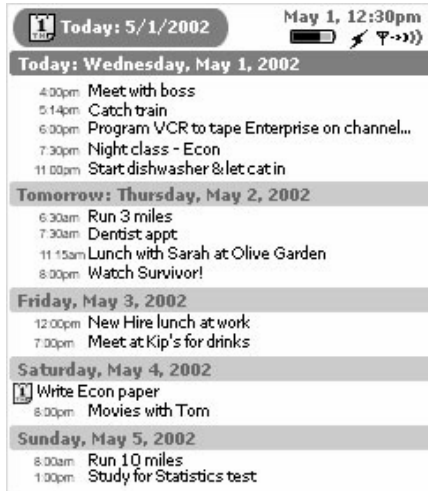 Today: 5/1/2002
May 1, 12:30pm
Today: Wednesday, May 1, 2002
4:00pm Meet with boss
5:14pm Catch train
6:00pm Program VCR to tape Enterprise on channel...
7:30pm Night class - Econ
11:00pm Start dishwasher & let cat in
Tomorrow: Thursday, May 2, 2002
6:30am Run 3 miles
7:30am Dentist appt
11:15am Lunch with Sarah at Olive Garden
8:00pm Watch Survivor!
Friday, May 3, 2002
12:00pm New Hire lunch at work
7:00pm Meet at Kip's for drinks
Saturday, May 4, 2002
1 Write Econ paper
6:00pm Movies with Tom
Sunday, May 5, 2002
8:00am Run 10 miles
1:00pm Study for Statistics test